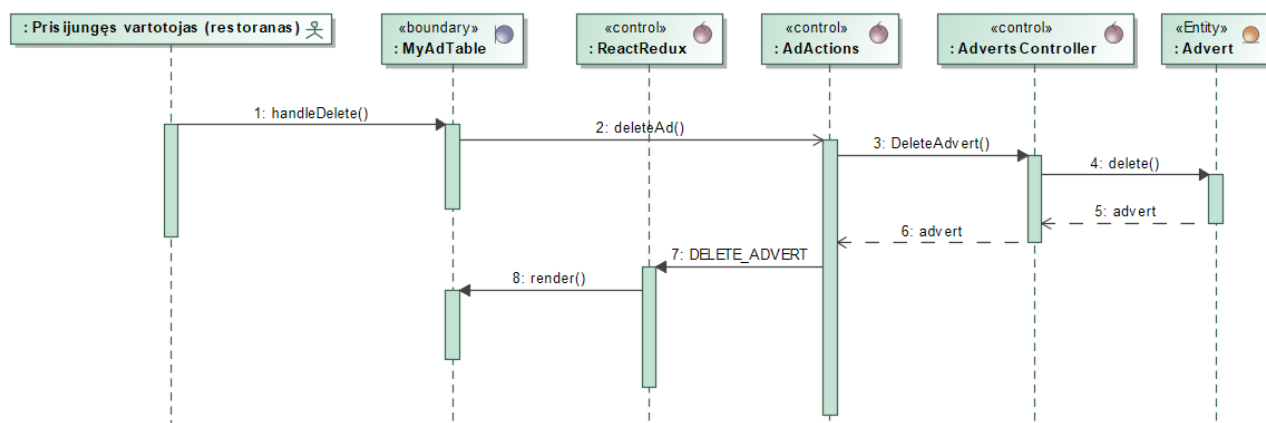 : Prisijungęs vartotojas (restoranas)
«boundary»
: MyAdTable
«control»
: ReactRedux
«control»
: AdActions
«control»
: AdvertsController
«Entity»
: Advert
1: handleDelete()
2: deleteAd()
3: DeleteAdvert()
4: delete()
5: advert
6: advert
7: DELETE_ADVERT
8: render()